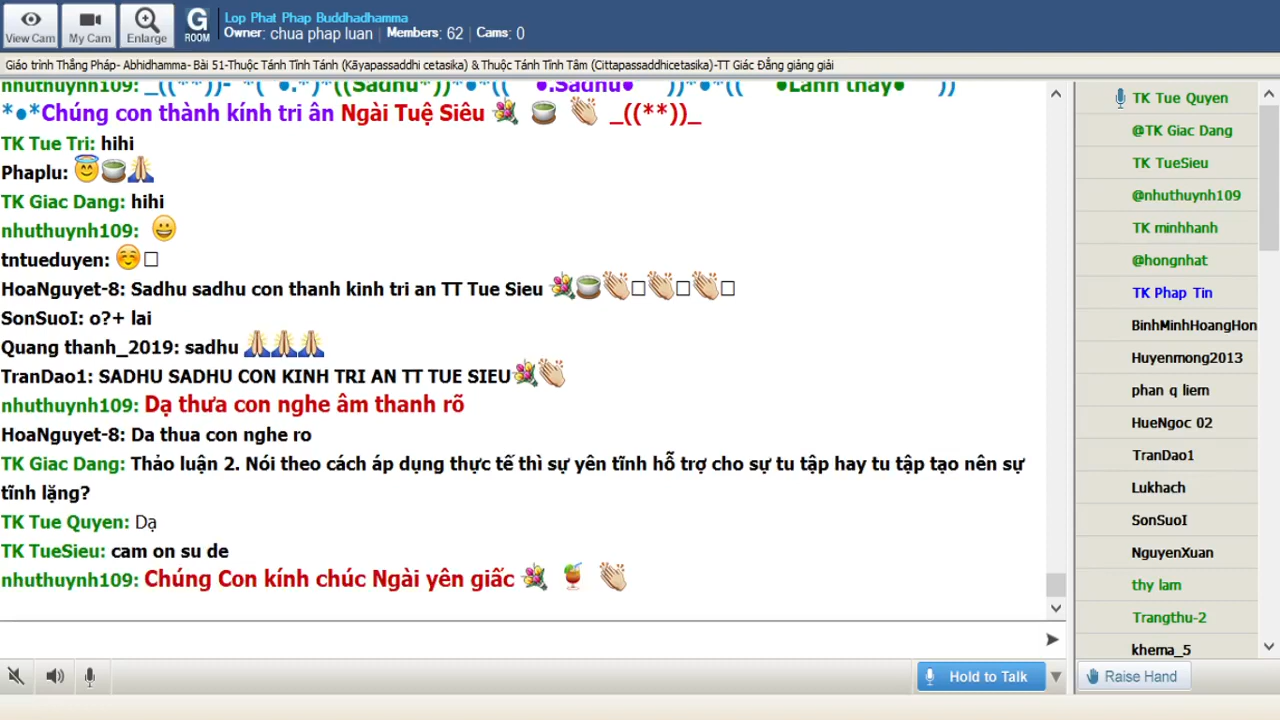 Lop Phat Phap Buddhadhamma
Owner: chua phap luan | Members: 62 | Cams: 0
View Cam
My Cam
Enlarge
G ROOM
Giáo trình Thắng Pháp- Abhidhamma- Bài 51-Thuộc Tánh Tĩnh Tánh (Kāyapassaddhi cetasika) & Thuộc Tánh Tĩnh Tâm (Cittapassaddhicetasika)-TT Giác Đẳng giảng giải
nhuthuynh109: _((**))- *( ●.*)*((Sadhu*))*●*(( ●.Sadhu● ))*●*(( ●Lành thay● ))
*●*Chúng con thành kính tri ân Ngài Tuệ Siêu 💐 🍵 👏 _((**))_
TK Tue Tri: hihi
Phaplu: 😇🍵🙏
TK Giac Dang: hihi
nhuthuynh109: 😀
tntueduyen: ☺️□
HoaNguyet-8: Sadhu sadhu con thanh kinh tri an TT Tue Sieu 💐🍵👏□👏□👏□
SonSuoI: o?+ lai
Quang thanh_2019: sadhu 🙏🙏🙏
TranDao1: SADHU SADHU CON KINH TRI AN TT TUE SIEU💐👏
nhuthuynh109: Dạ thưa con nghe âm thanh rõ
HoaNguyet-8: Da thua con nghe ro
TK Giac Dang: Thảo luận 2. Nói theo cách áp dụng thực tế thì sự yên tĩnh hỗ trợ cho sự tu tập hay tu tập tạo nên sự
tĩnh lặng?
TK Tue Quyen: Dạ
TK TueSieu: cam on su de
nhuthuynh109: Chúng Con kính chúc Ngài yên giấc 💐 🍹 👏
TK Tue Quyen
@TK Giac Dang
TK TueSieu
@nhuthuynh109
TK minhhanh
@hongnhat
TK Phap Tin
BinhMinhHoangHon
Huyenmong2013
phan q liem
HueNgoc 02
TranDao1
Lukhach
SonSuoI
NguyenXuan
thy lam
Trangthu-2
khema_5
Hold to Talk
Raise Hand